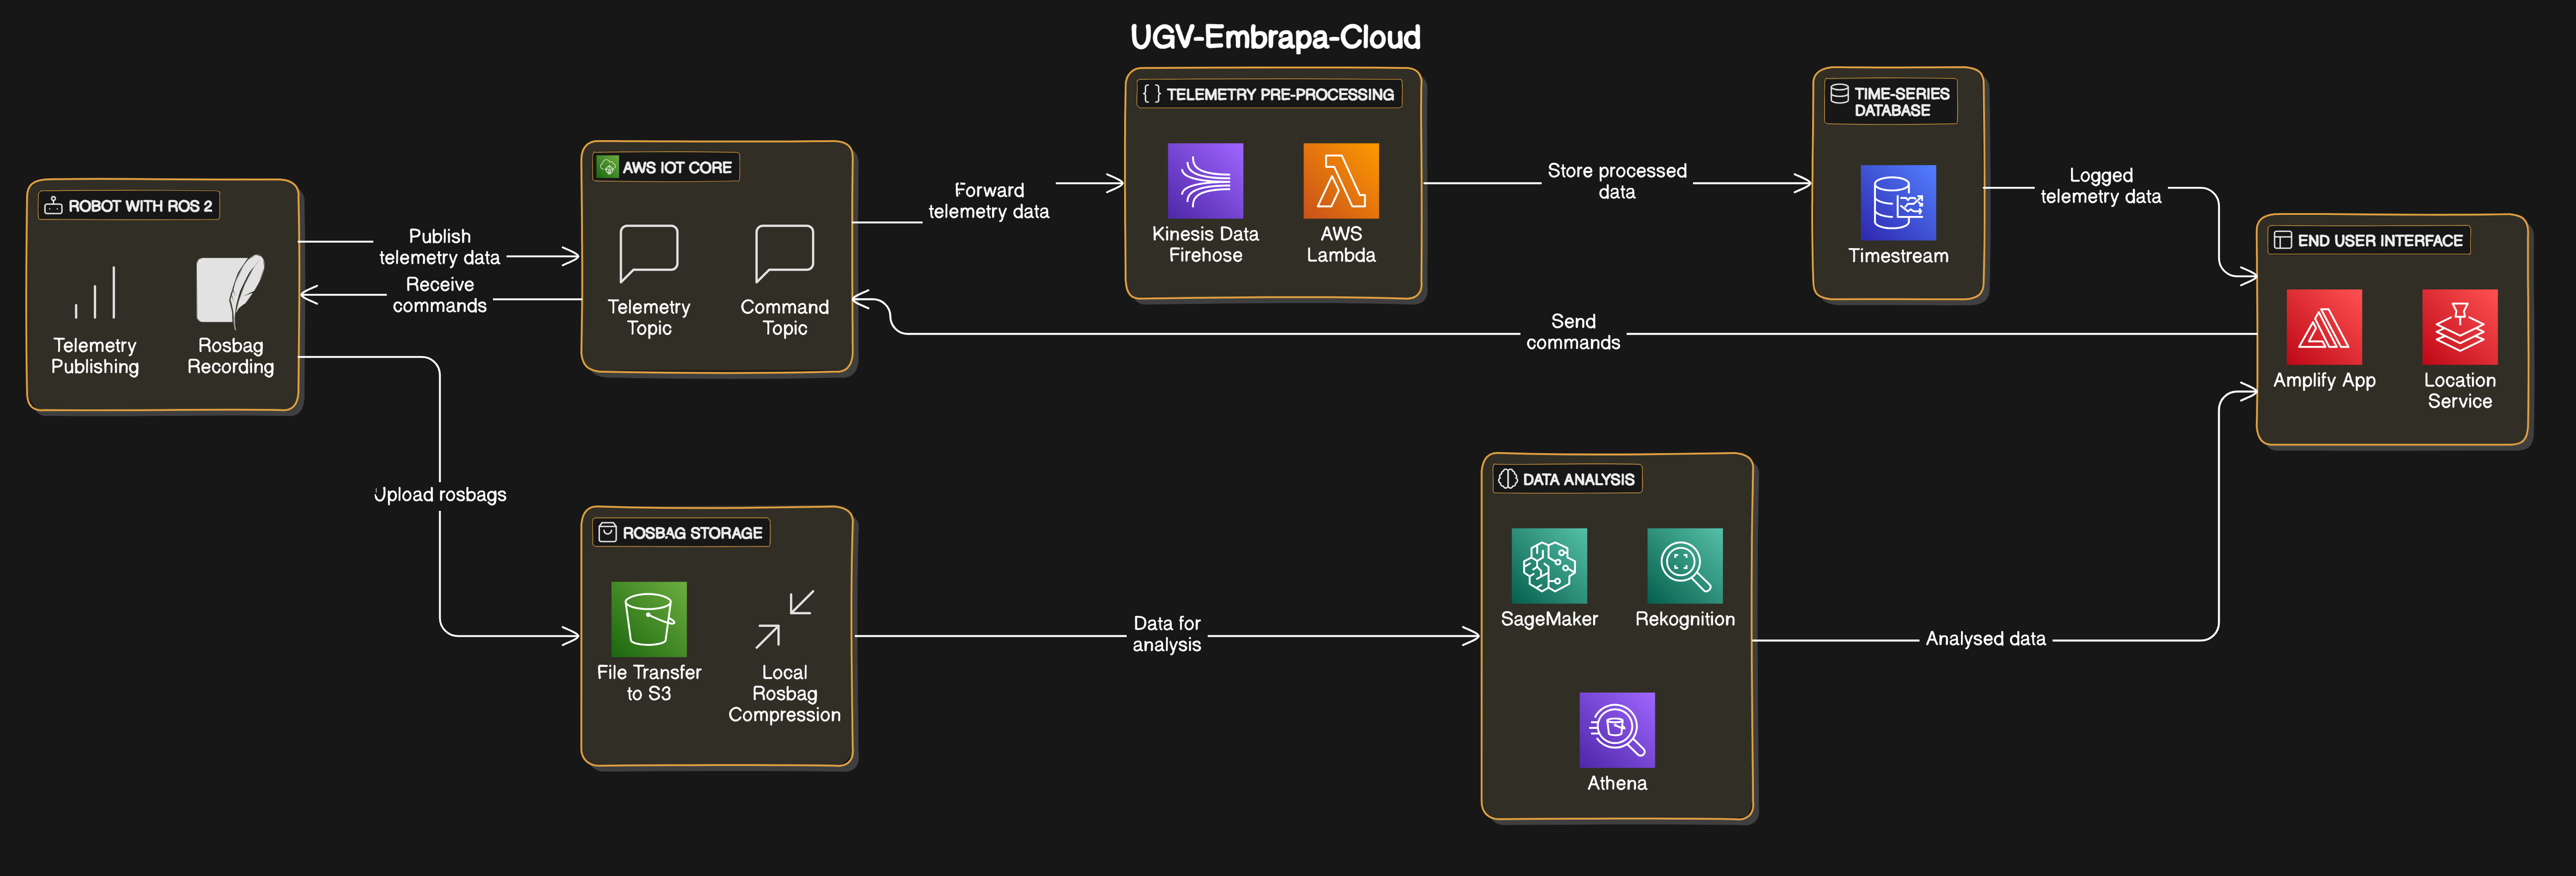 UGV-Embrapa-Cloud
ROBOT WITH ROS 2
Telemetry
Publishing
Rosbag
Recording
Publish
telemetry data
Receive
commands
Upload rosbags
AWS IOT CORE
Telemetry
Topic
Command
Topic
Forward
telemetry data
TELEMETRY PRE-PROCESSING
Kinesis Data
Firehose
AWS
Lambda
Store processed
data
TIME-SERIES
DATABASE
Timestream
Logged
telemetry data
END USER INTERFACE
Amplify App
Location
Service
Send
commands
ROSBAG STORAGE
File Transfer
to S3
Local
Rosbag
Compression
Data for
analysis
DATA ANALYSIS
SageMaker
Rekognition
Athena
Analysed data